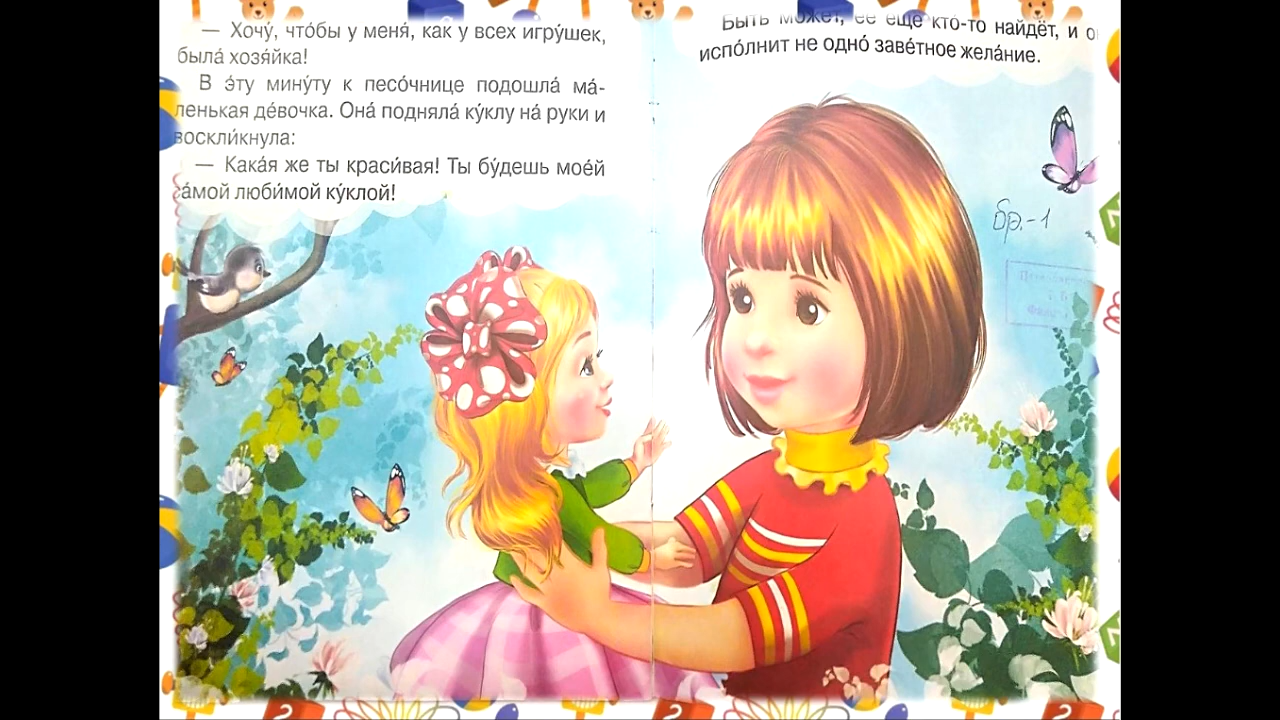 — Хочу́, что́бы у меня́, как у всех игру́шек,
была́ хозя́йка!
В э́ту мину́ту к песо́чнице подошла́ ма́-
ленькая де́вочка. Она́ подняла́ ку́клу на́ руки и
воскли́кнула:
— Кака́я же ты краси́вая! Ты бу́дешь мое́й
са́мой люби́мой ку́клой!
Быть может, её ещё кто́-то найдёт, и
испо́лнит не одно́ заве́тное жела́ние.
бр.-1